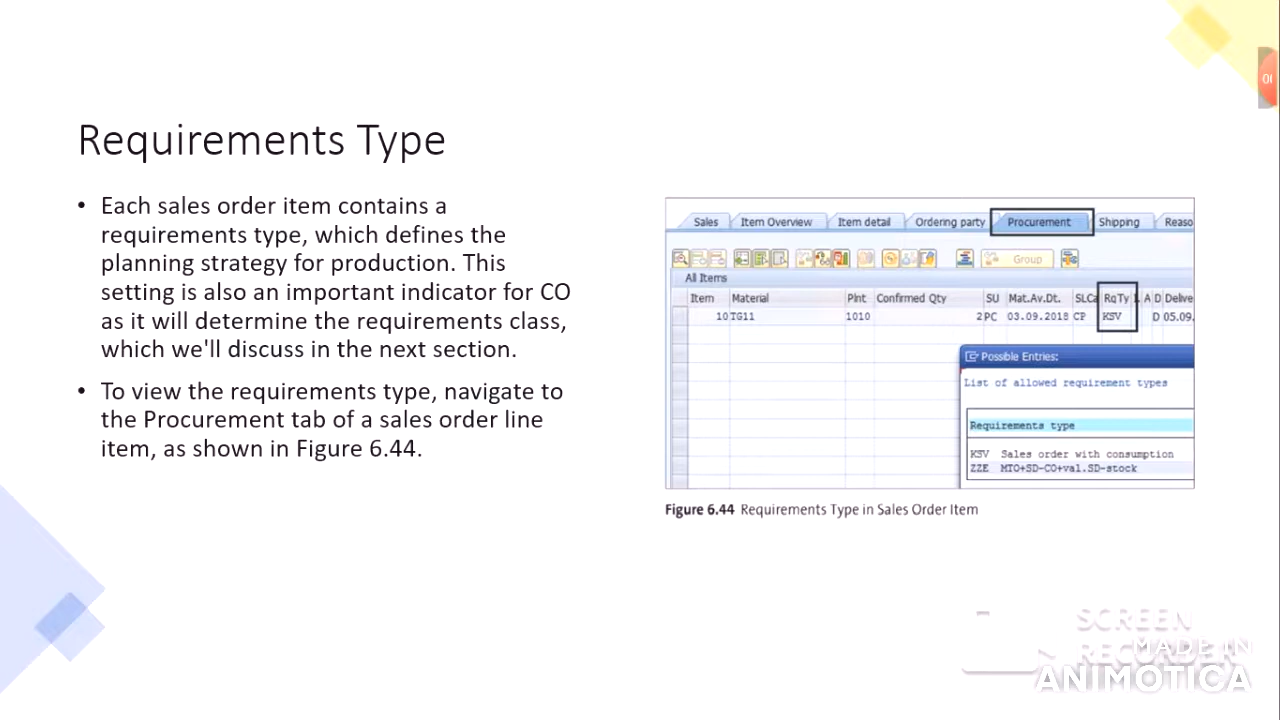 Requirements Type
• Each sales order item contains a
requirements type, which defines the
planning strategy for production. This
setting is also an important indicator for CO
as it will determine the requirements class,
which we'll discuss in the next section.
• To view the requirements type, navigate to
the Procurement tab of a sales order line
item, as shown in Figure 6.44.
Sales Item Overview Item detail Ordering party Procurement Shipping Reaso
Group
All Items
Item Material Plnt Confirmed Qty SU Mat.Av.Dt. SLCa RqTy A D Delive
10 TG11 1010 2 PC 03.09.2018 CP KSV D 05.09.
Possible Entries:
List of allowed requirement types
Requirements type
KSV Sales order with consumption
ZZE MTO+SD-CO+val.SD-stock
Figure 6.44 Requirements Type in Sales Order Item
SCREEN
RECORDER
MADE IN
ANIMOTICA